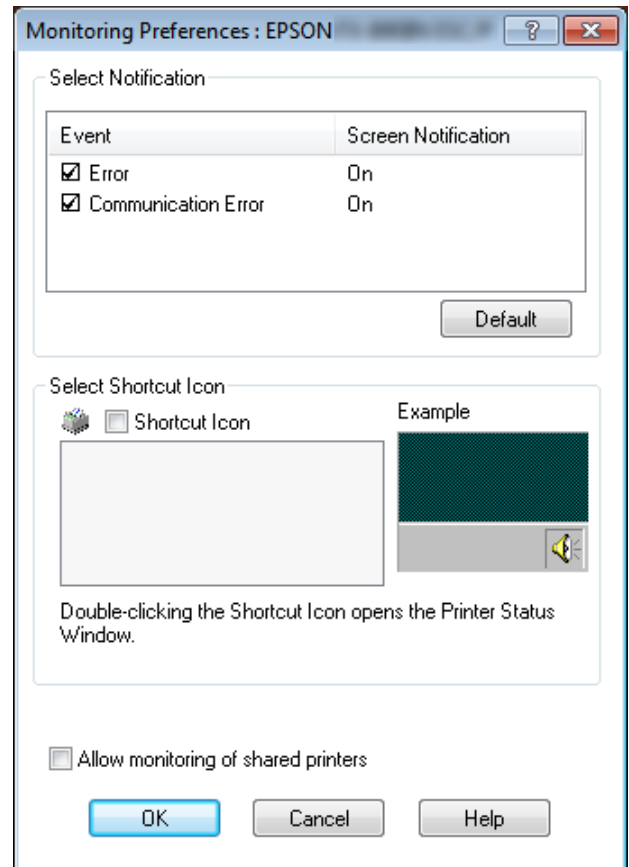 Monitoring Preferences : EPSON
Select Notification
Event Screen Notification
Error On
Communication Error On
Default
Select Shortcut Icon
Shortcut Icon
Example
Double-clicking the Shortcut Icon opens the Printer Status
Window.
Allow monitoring of shared printers
OK Cancel Help